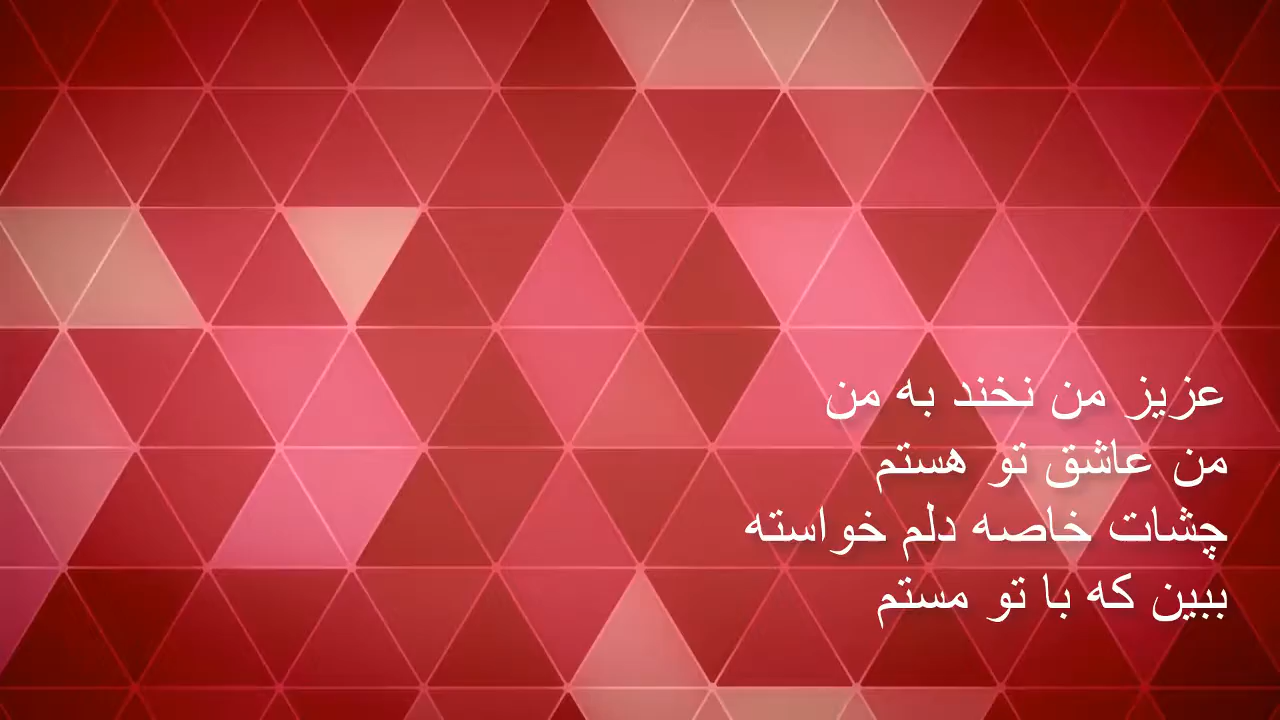 عزیز من نخند به من
من عاشق تو هستم
چشات خاصه دلم خواسته
ببین که با تو مستم